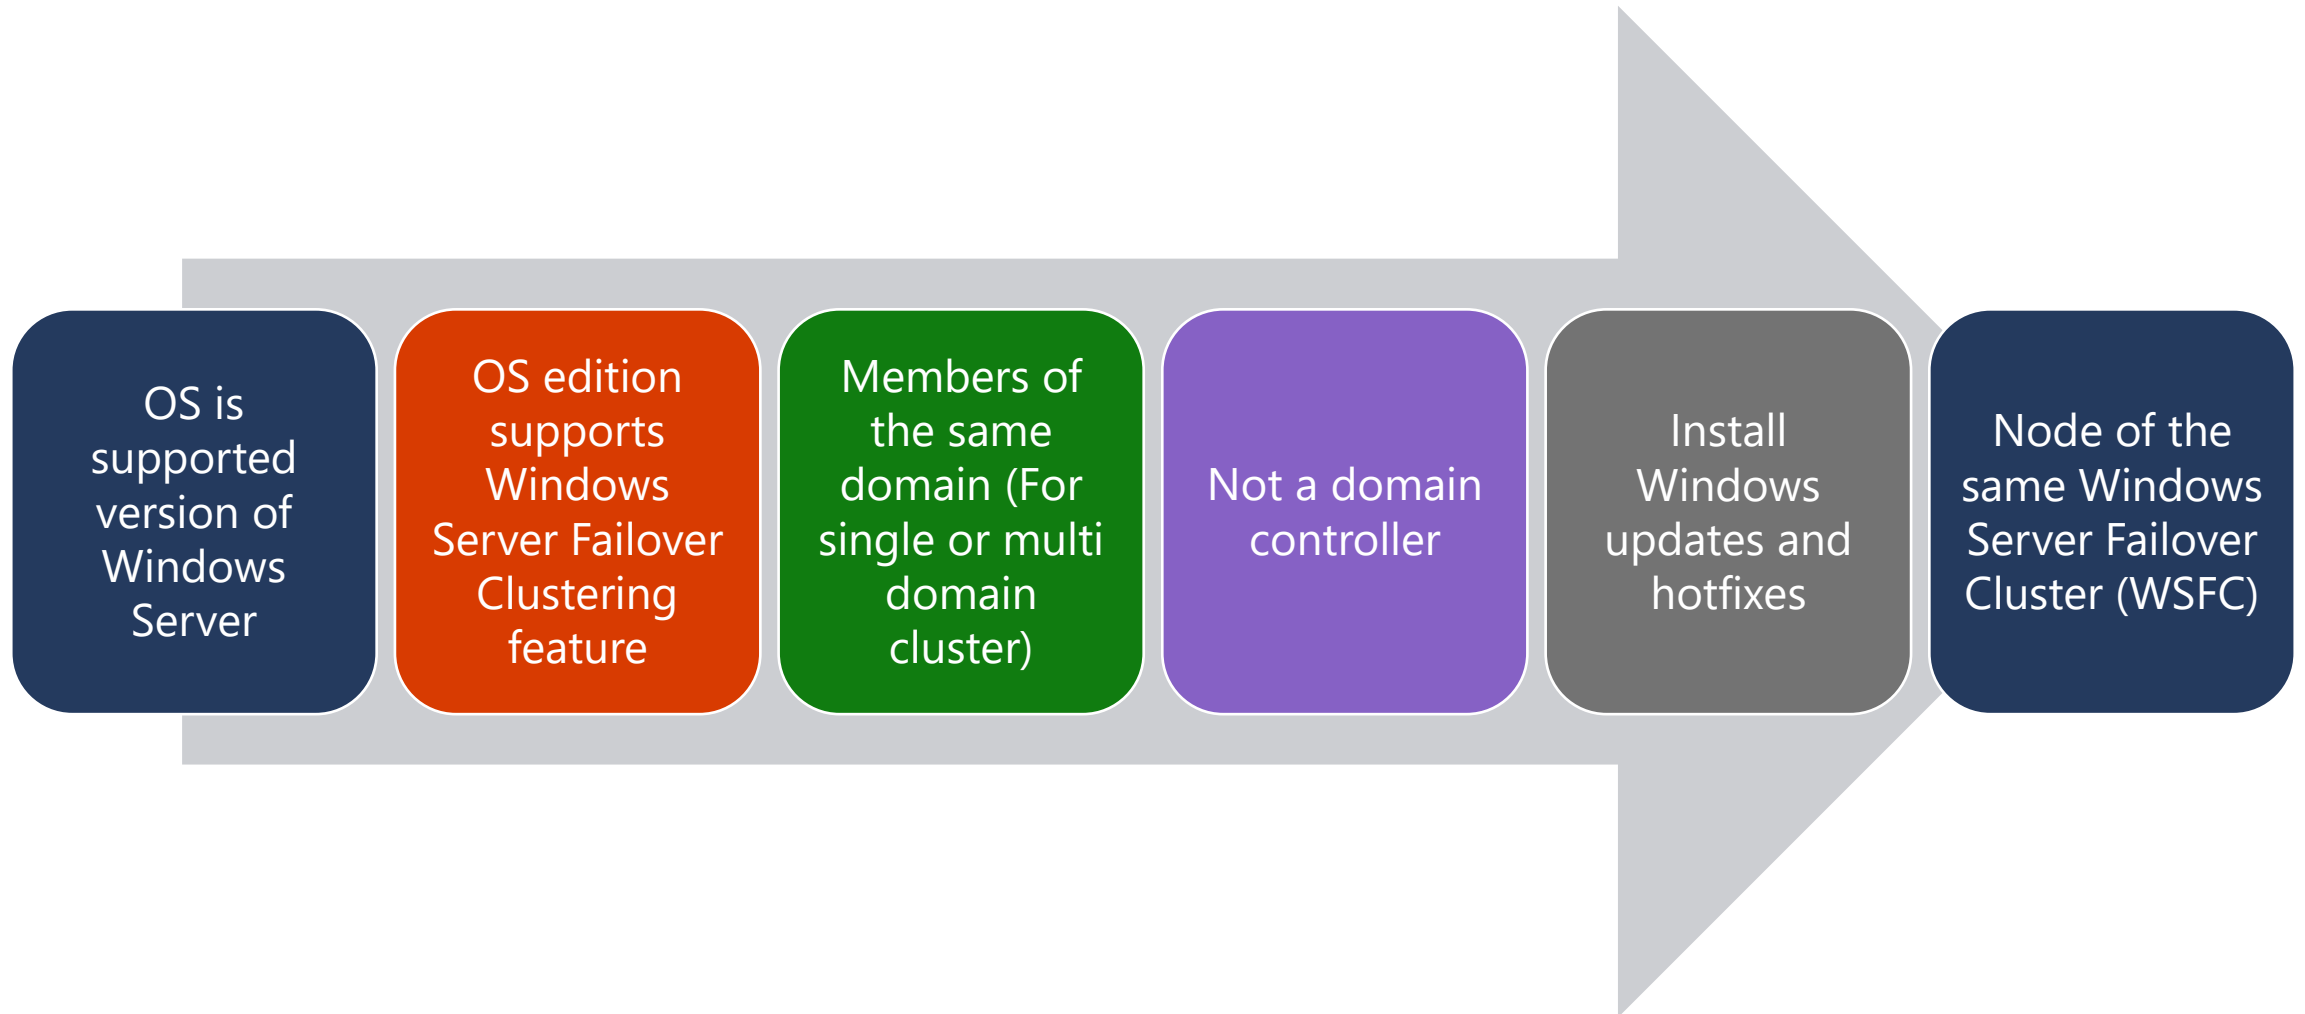 OS is
supported
version of
Windows
Server
OS edition
supports
Windows
Server Failover
Clustering
feature
Members of
the same
domain (For
single or multi
domain
cluster)
Not a domain
controller
Install
Windows
updates and
hotfixes
Node of the
same Windows
Server Failover
Cluster (WSFC)